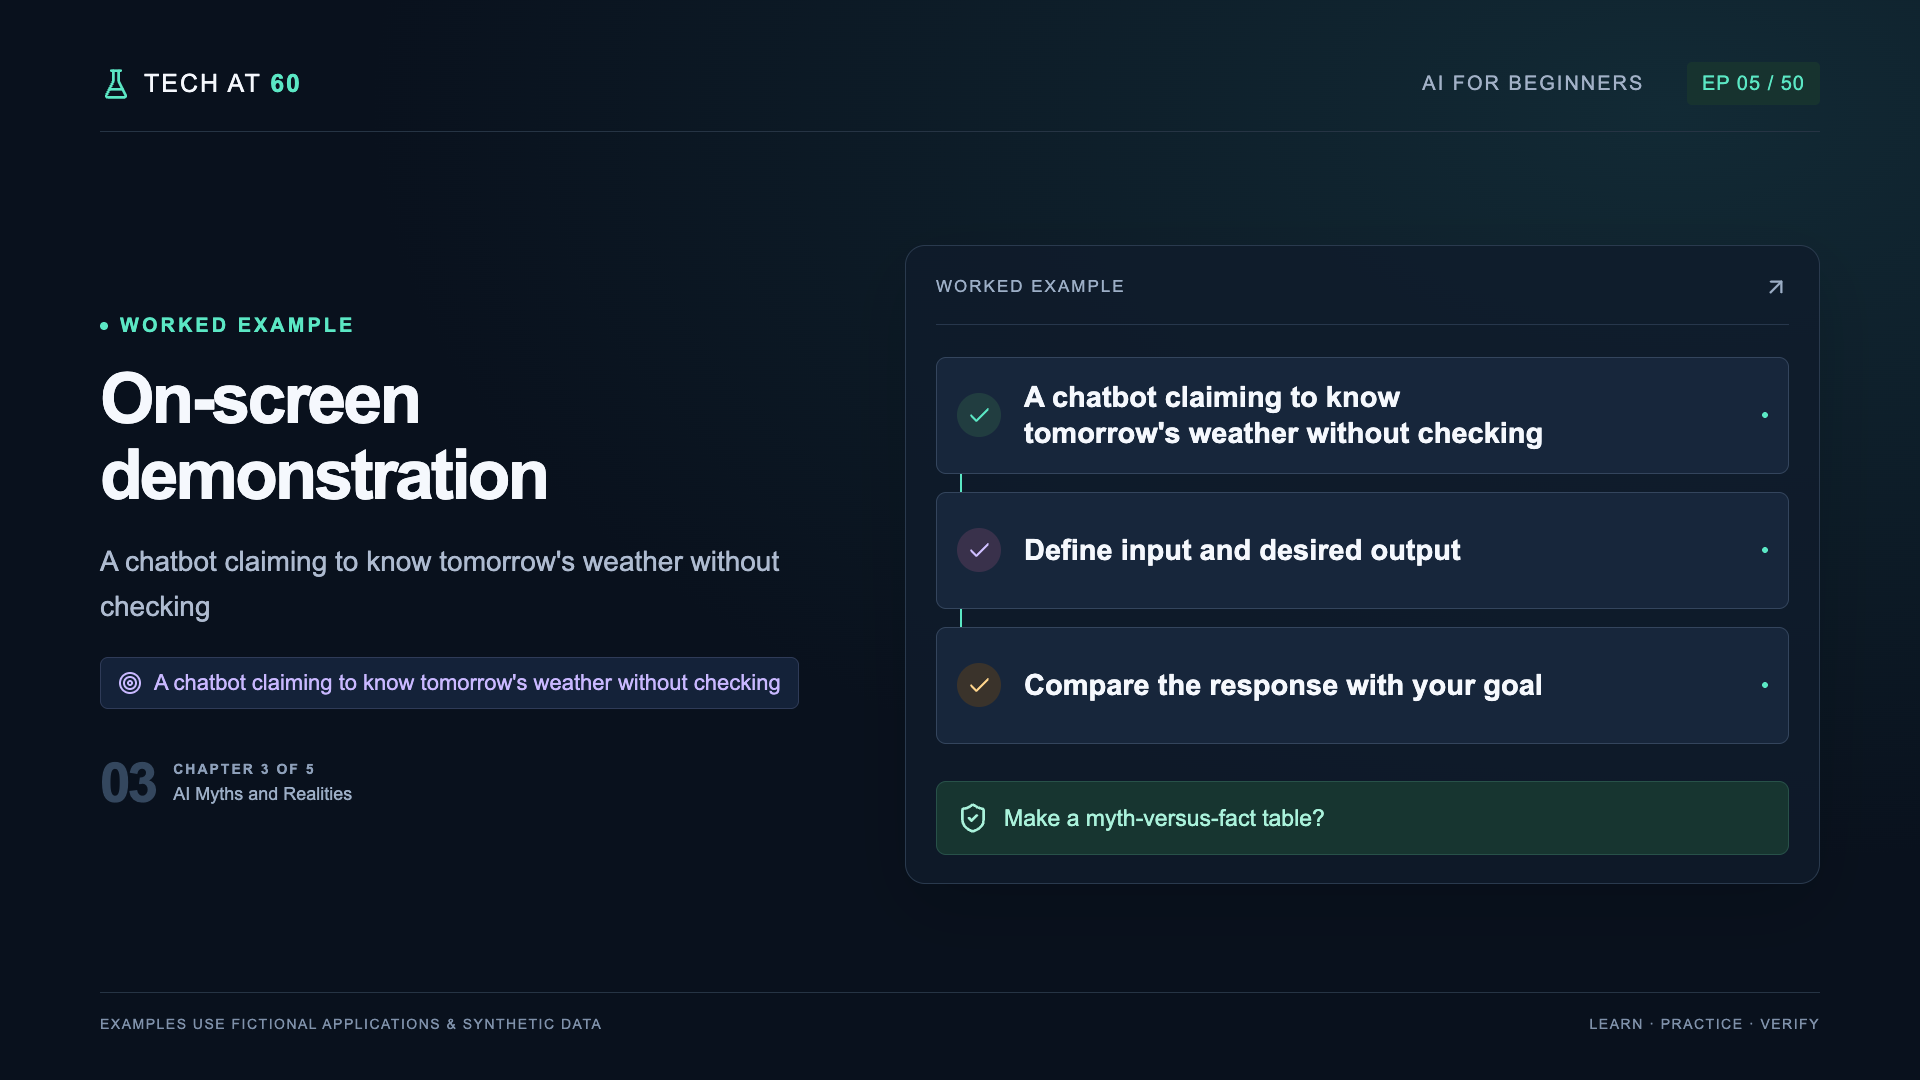 TECH AT 60
AI FOR BEGINNERS
EP 05 / 50
WORKED EXAMPLE
On-screen
demonstration
A chatbot claiming to know tomorrow's weather without
checking
A chatbot claiming to know tomorrow's weather without checking
03
CHAPTER 3 OF 5
AI Myths and Realities
WORKED EXAMPLE
A chatbot claiming to know
tomorrow's weather without checking
Define input and desired output
Compare the response with your goal
Make a myth-versus-fact table?
EXAMPLES USE FICTIONAL APPLICATIONS & SYNTHETIC DATA
LEARN · PRACTICE · VERIFY